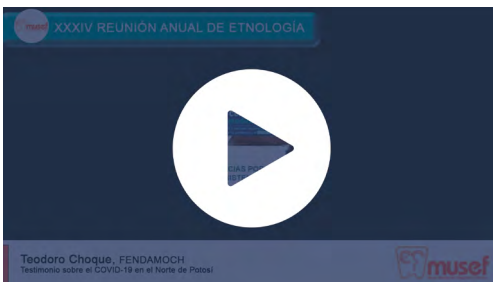 musef XXXIV REUNIÓN ANUAL DE ETNOLOGÍA
Teodoro Choque, FENDAMOCH
Testimonio sobre el COVID-19 en el Norte de Potosí
musef